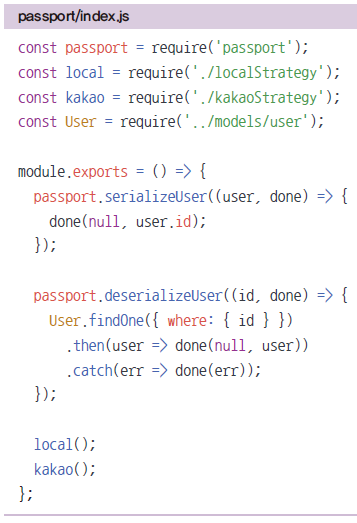 passport/index.js
const passport = require('passport');
const local = require('./localStrategy');
const kakao = require('./kakaoStrategy');
const User = require('../models/user');

module.exports = () => {
  passport.serializeUser((user, done) => {
    done(null, user.id);
  });

  passport.deserializeUser((id, done) => {
    User.findOne({ where: { id } })
      .then(user => done(null, user))
      .catch(err => done(err));
  });

  local();
  kakao();
};